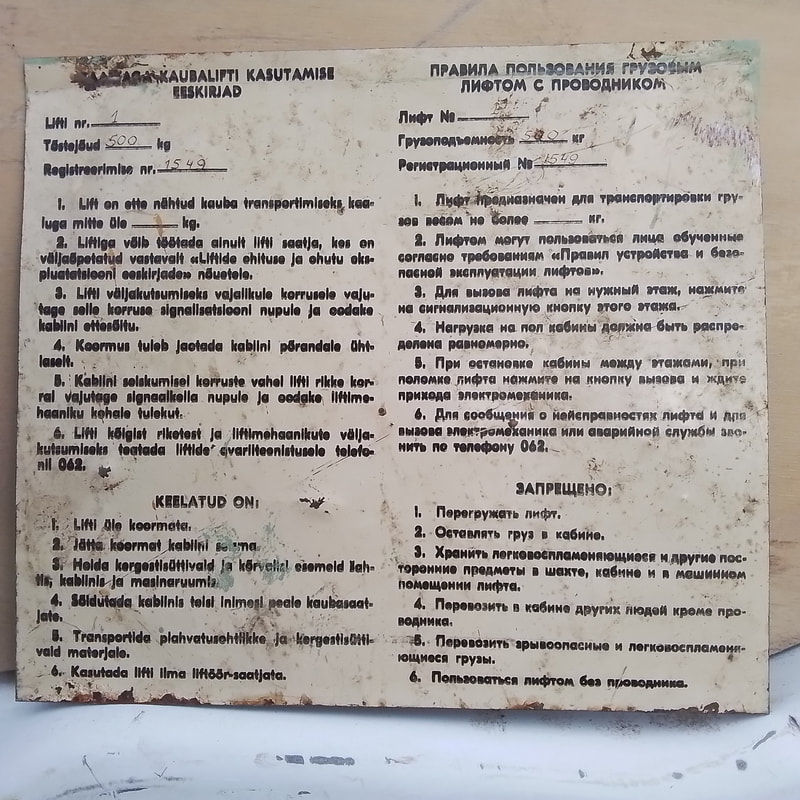 KAUBALIFTI KASUTAMISE
EESKIRJAD
Lifti nr. 1
Tõstejõud 500 kg
Registreerimise nr. 1549
1. Lift on ette nähtud kauba transportimiseks kaa-
luga mitte üle ______ kg.
2. Liftiga võib töötada ainult lifti saatja, kes on
väljaõpetatud vastavalt «Liftide ehituse ja ohutu eks-
pluatatsiooni eeskirjade» nõuetele.
3. Lifti väljakutsumiseks vajalikule korrusele vaju-
tage selle korruse signalisatsiooni nupule ja oodake
kabiini ettesõitu.
4. Koormus tuleb jaotada kabiini põrandale üht-
laselt.
5. Kabiini seiskumisel korruste vahel lifti rikke kor-
ral vajutage signaalkella nupule ja oodake liftime-
haaniku kohale tulekut.
6. Lifti kõigist riketest ja liftimehaanikute välja-
kutsumiseks teatada liftide avariiteenistusele telefo-
nil 062.
KEELATUD ON:
1. Lifti üle koormata.
2. Jätta koormat kabiini
3. Hoida kergestisüttivaid ja kõrvalisi esemeid šah-
tis, kabiinis ja masinaruumis.
4. Sõidutada kabiinis teisi inimesi peale kaubasaat-
jate.
5. Transportida plahvatusohtlikke ja kergestisütti-
vaid materjale.
6. Kasutada lifti ilma liftöör-saatjata.
ПРАВИЛА ПОЛЬЗОВАНИЯ ГРУЗОВЫМ
ЛИФТОМ С ПРОВОДНИКОМ
Лифт №
Грузоподъемность 500 кг
Регистрационный № 1549
1. Лифт предназначен для транспортировки гру-
зов весом не более ______ кг.
2. Лифтом могут пользоваться лица обученные
согласно требованиям «Правил устройства и безо-
пасной эксплуатации лифтов».
3. Для вызова лифта на нужный этаж, нажмите
на сигнализационную кнопку этого этажа.
4. Нагрузка на пол кабины должна быть распре-
делена равномерно.
5. При остановке кабины между этажами, при
поломке лифта нажмите на кнопку вызова и ждите
прихода электромеханика.
6. Для сообщения о неисправностях лифта и для
вызова электромеханика или аварийной службы зво-
нить по телефону 062.
ЗАПРЕЩЕНО:
1. Перегружать лифт.
2. Оставлять груз в кабине.
3. Хранить легковоспламеняющиеся и другие пос-
торонние предметы в шахте, кабине и в машинном
помещении лифта.
4. Перевозить в кабине других людей кроме про-
водника.
5. Перевозить зрывоопасные и легковоспламеня-
ющиеся грузы.
6. Пользоваться лифтом без проводника.